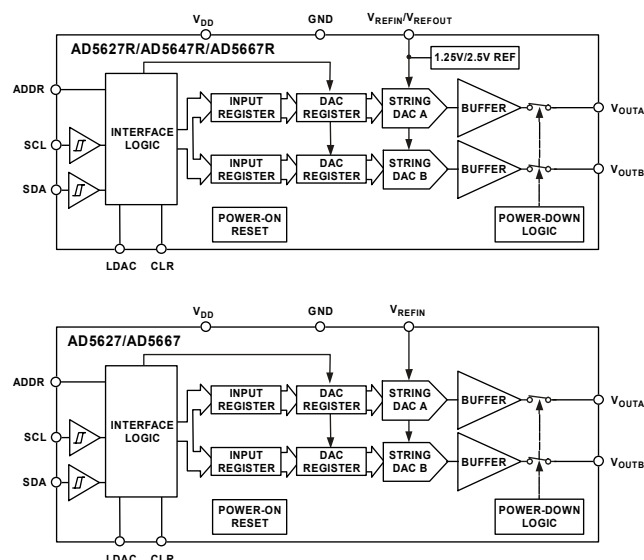 VDD
GND
VREFIN/VREFOUT
AD5627R/AD5647R/AD5667R
1.25V/2.5V REF
ADDR
INTERFACE
LOGIC
INPUT
REGISTER
DAC
REGISTER
STRING
DAC A
BUFFER
VOUTA
SCL
SDA
INPUT
REGISTER
DAC
REGISTER
STRING
DAC B
BUFFER
VOUTB
POWER-ON
RESET
POWER-DOWN
LOGIC
LDAC
CLR
VDD
GND
VREFIN
AD5627/AD5667
ADDR
INTERFACE
LOGIC
INPUT
REGISTER
DAC
REGISTER
STRING
DAC A
BUFFER
VOUTA
SCL
SDA
INPUT
REGISTER
DAC
REGISTER
STRING
DAC B
BUFFER
VOUTB
POWER-ON
RESET
POWER-DOWN
LOGIC
LDAC
CLR